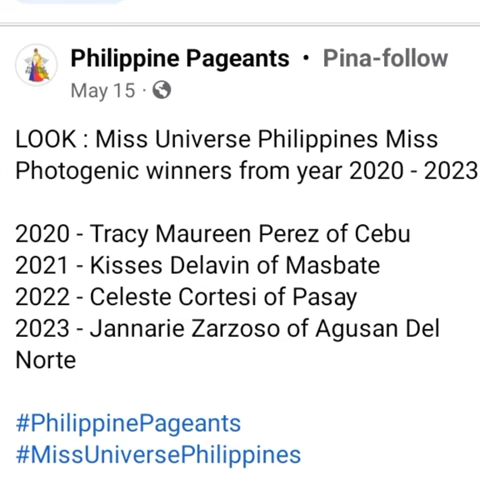 Philippine Pageants • Pina-follow
May 15 ·
LOOK : Miss Universe Philippines Miss
Photogenic winners from year 2020 - 2023
2020 - Tracy Maureen Perez of Cebu
2021 - Kisses Delavin of Masbate
2022 - Celeste Cortesi of Pasay
2023 - Jannarie Zarzoso of Agusan Del
Norte
#PhilippinePageants
#MissUniversePhilippines